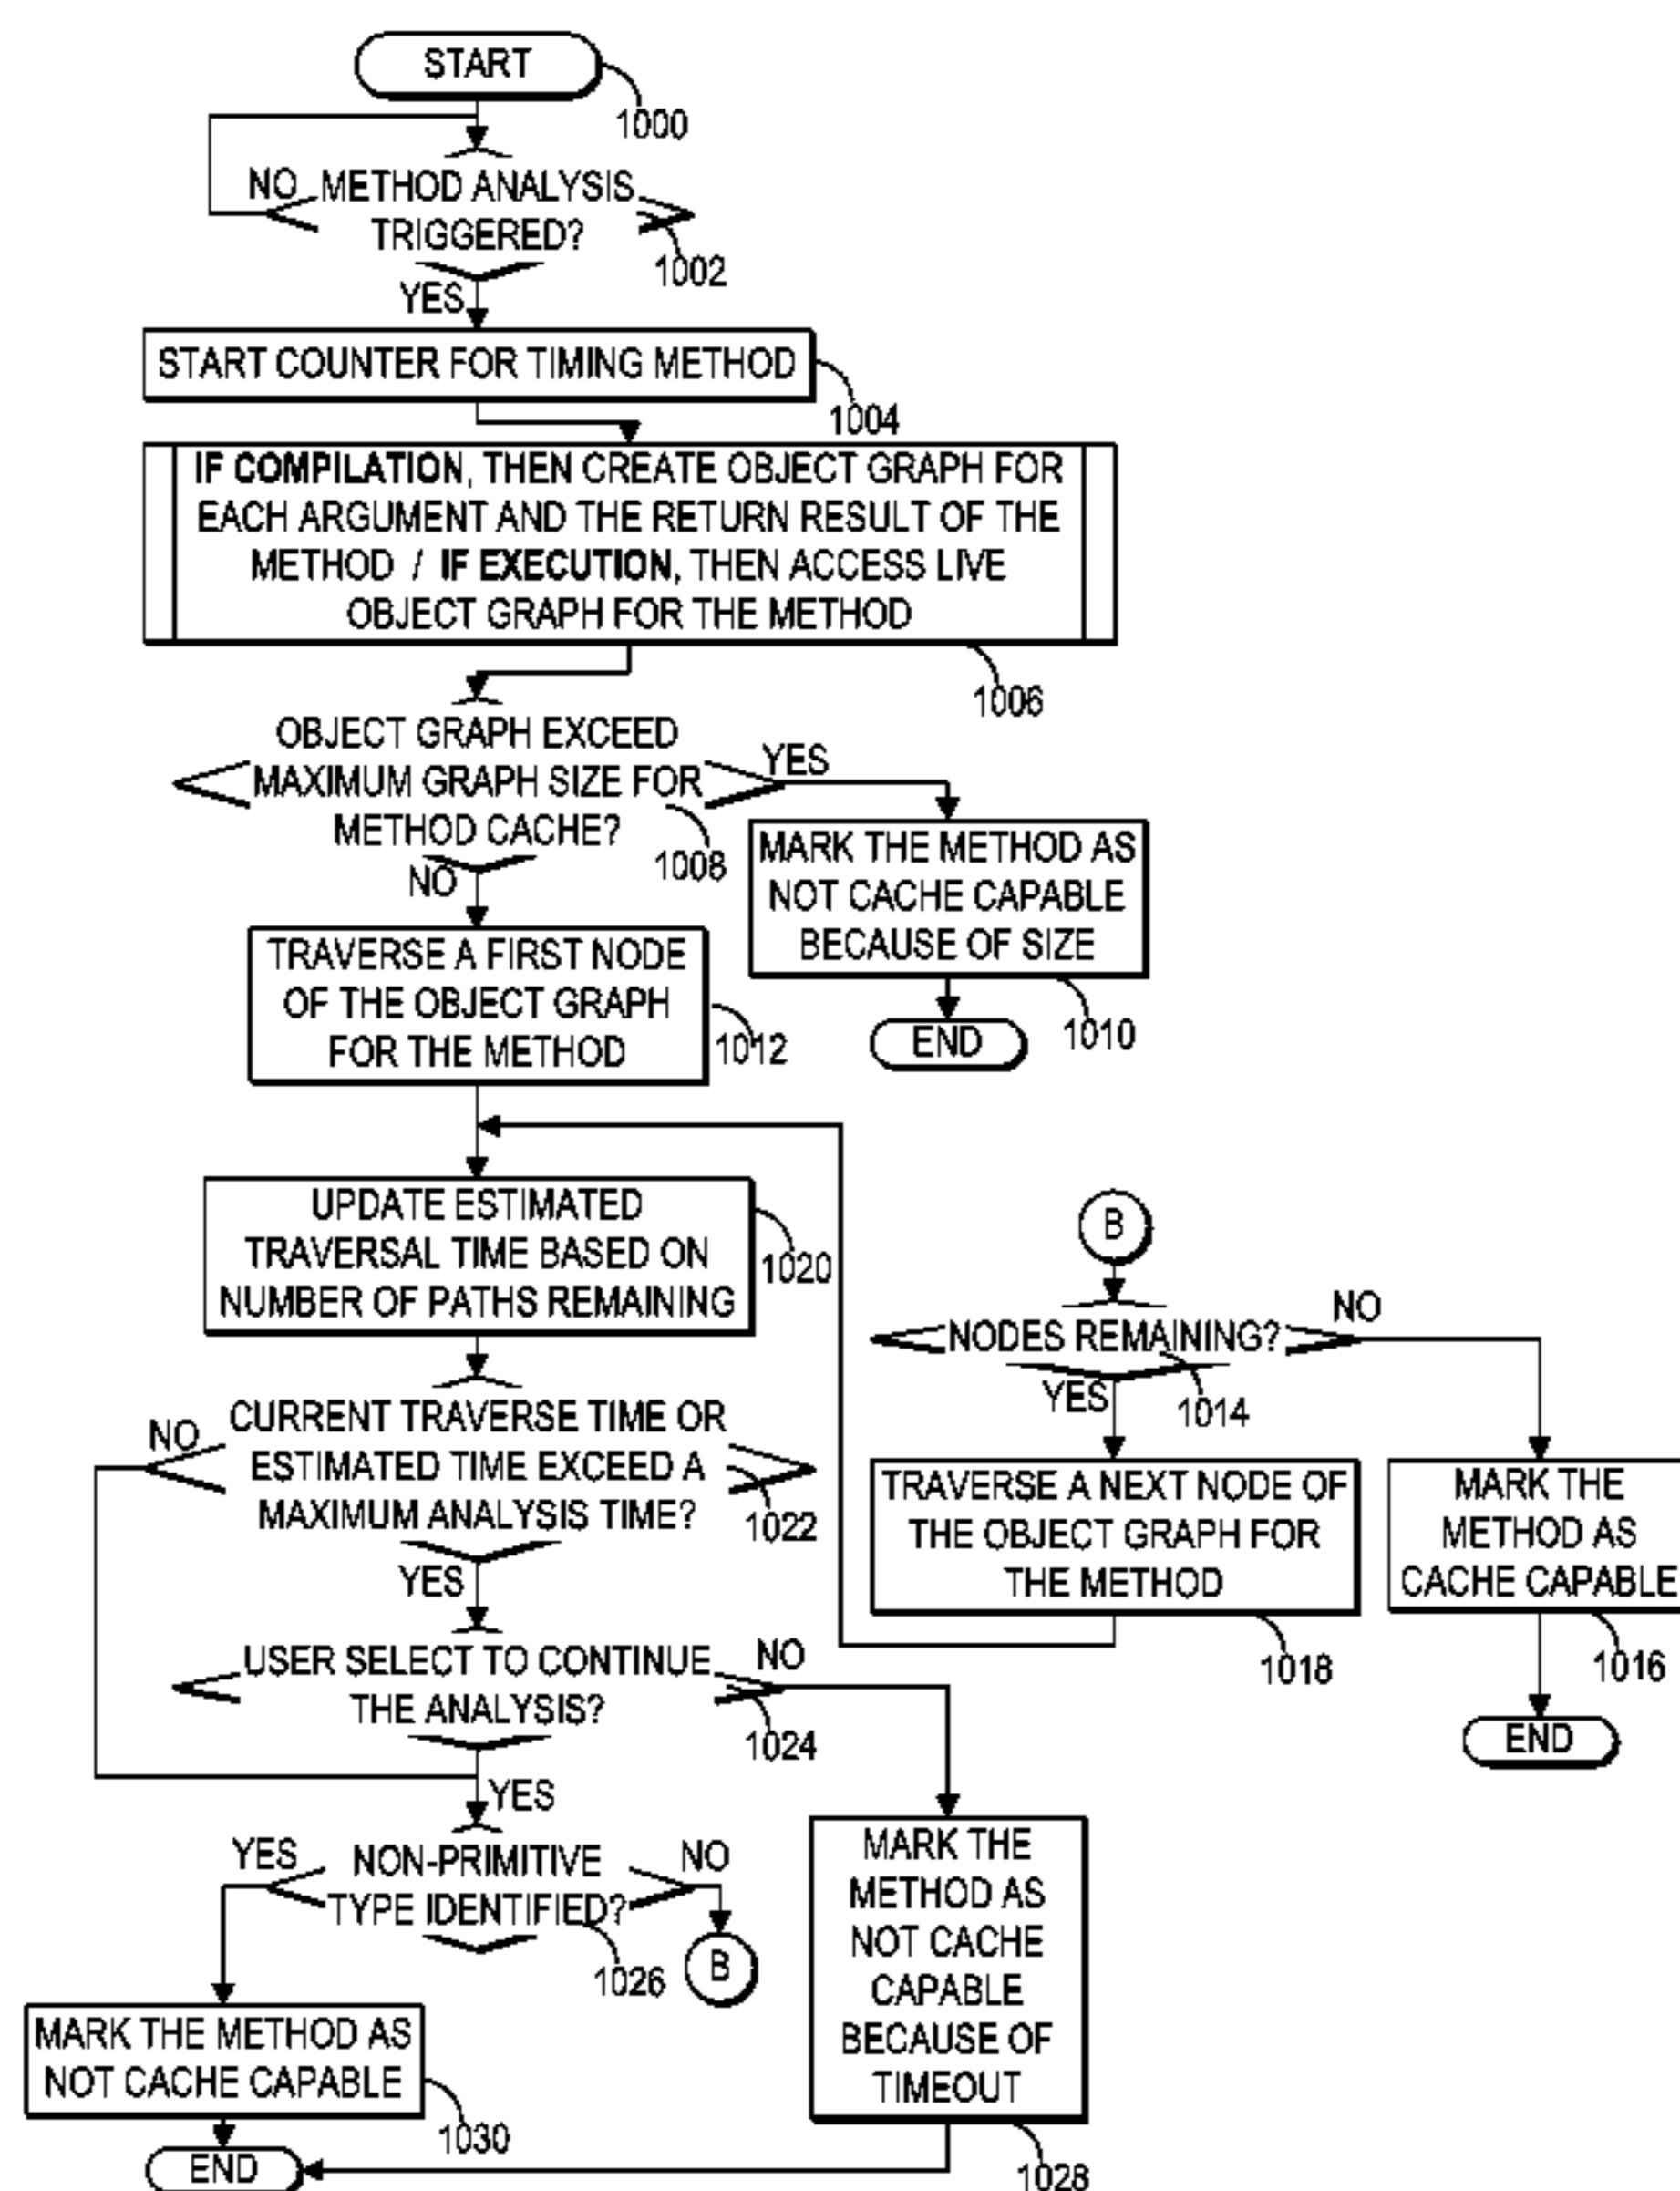 START
1000
NO METHOD ANALYSIS
TRIGGERED?
1002
YES
START COUNTER FOR TIMING METHOD
1004
IF COMPILATION, THEN CREATE OBJECT GRAPH FOR
EACH ARGUMENT AND THE RETURN RESULT OF THE
METHOD / IF EXECUTION, THEN ACCESS LIVE
OBJECT GRAPH FOR THE METHOD
1006
OBJECT GRAPH EXCEED
MAXIMUM GRAPH SIZE FOR
METHOD CACHE?
1008
YES
NO
MARK THE METHOD AS
NOT CACHE CAPABLE
BECAUSE OF SIZE
1010
END
TRAVERSE A FIRST NODE
OF THE OBJECT GRAPH
FOR THE METHOD
1012
UPDATE ESTIMATED
TRAVERSAL TIME BASED ON
NUMBER OF PATHS REMAINING
1020
B
NODES REMAINING?
1014
NO
YES
TRAVERSE A NEXT NODE OF
THE OBJECT GRAPH FOR
THE METHOD
1018
MARK THE
METHOD AS
CACHE CAPABLE
1016
END
NO
CURRENT TRAVERSE TIME OR
ESTIMATED TIME EXCEED A
MAXIMUM ANALYSIS TIME?
1022
YES
USER SELECT TO CONTINUE
THE ANALYSIS?
1024
NO
YES
YES
NON-PRIMITIVE
TYPE IDENTIFIED?
1026
NO
B
MARK THE
METHOD AS
NOT CACHE
CAPABLE
BECAUSE OF
TIMEOUT
1028
MARK THE METHOD AS
NOT CACHE CAPABLE
1030
END